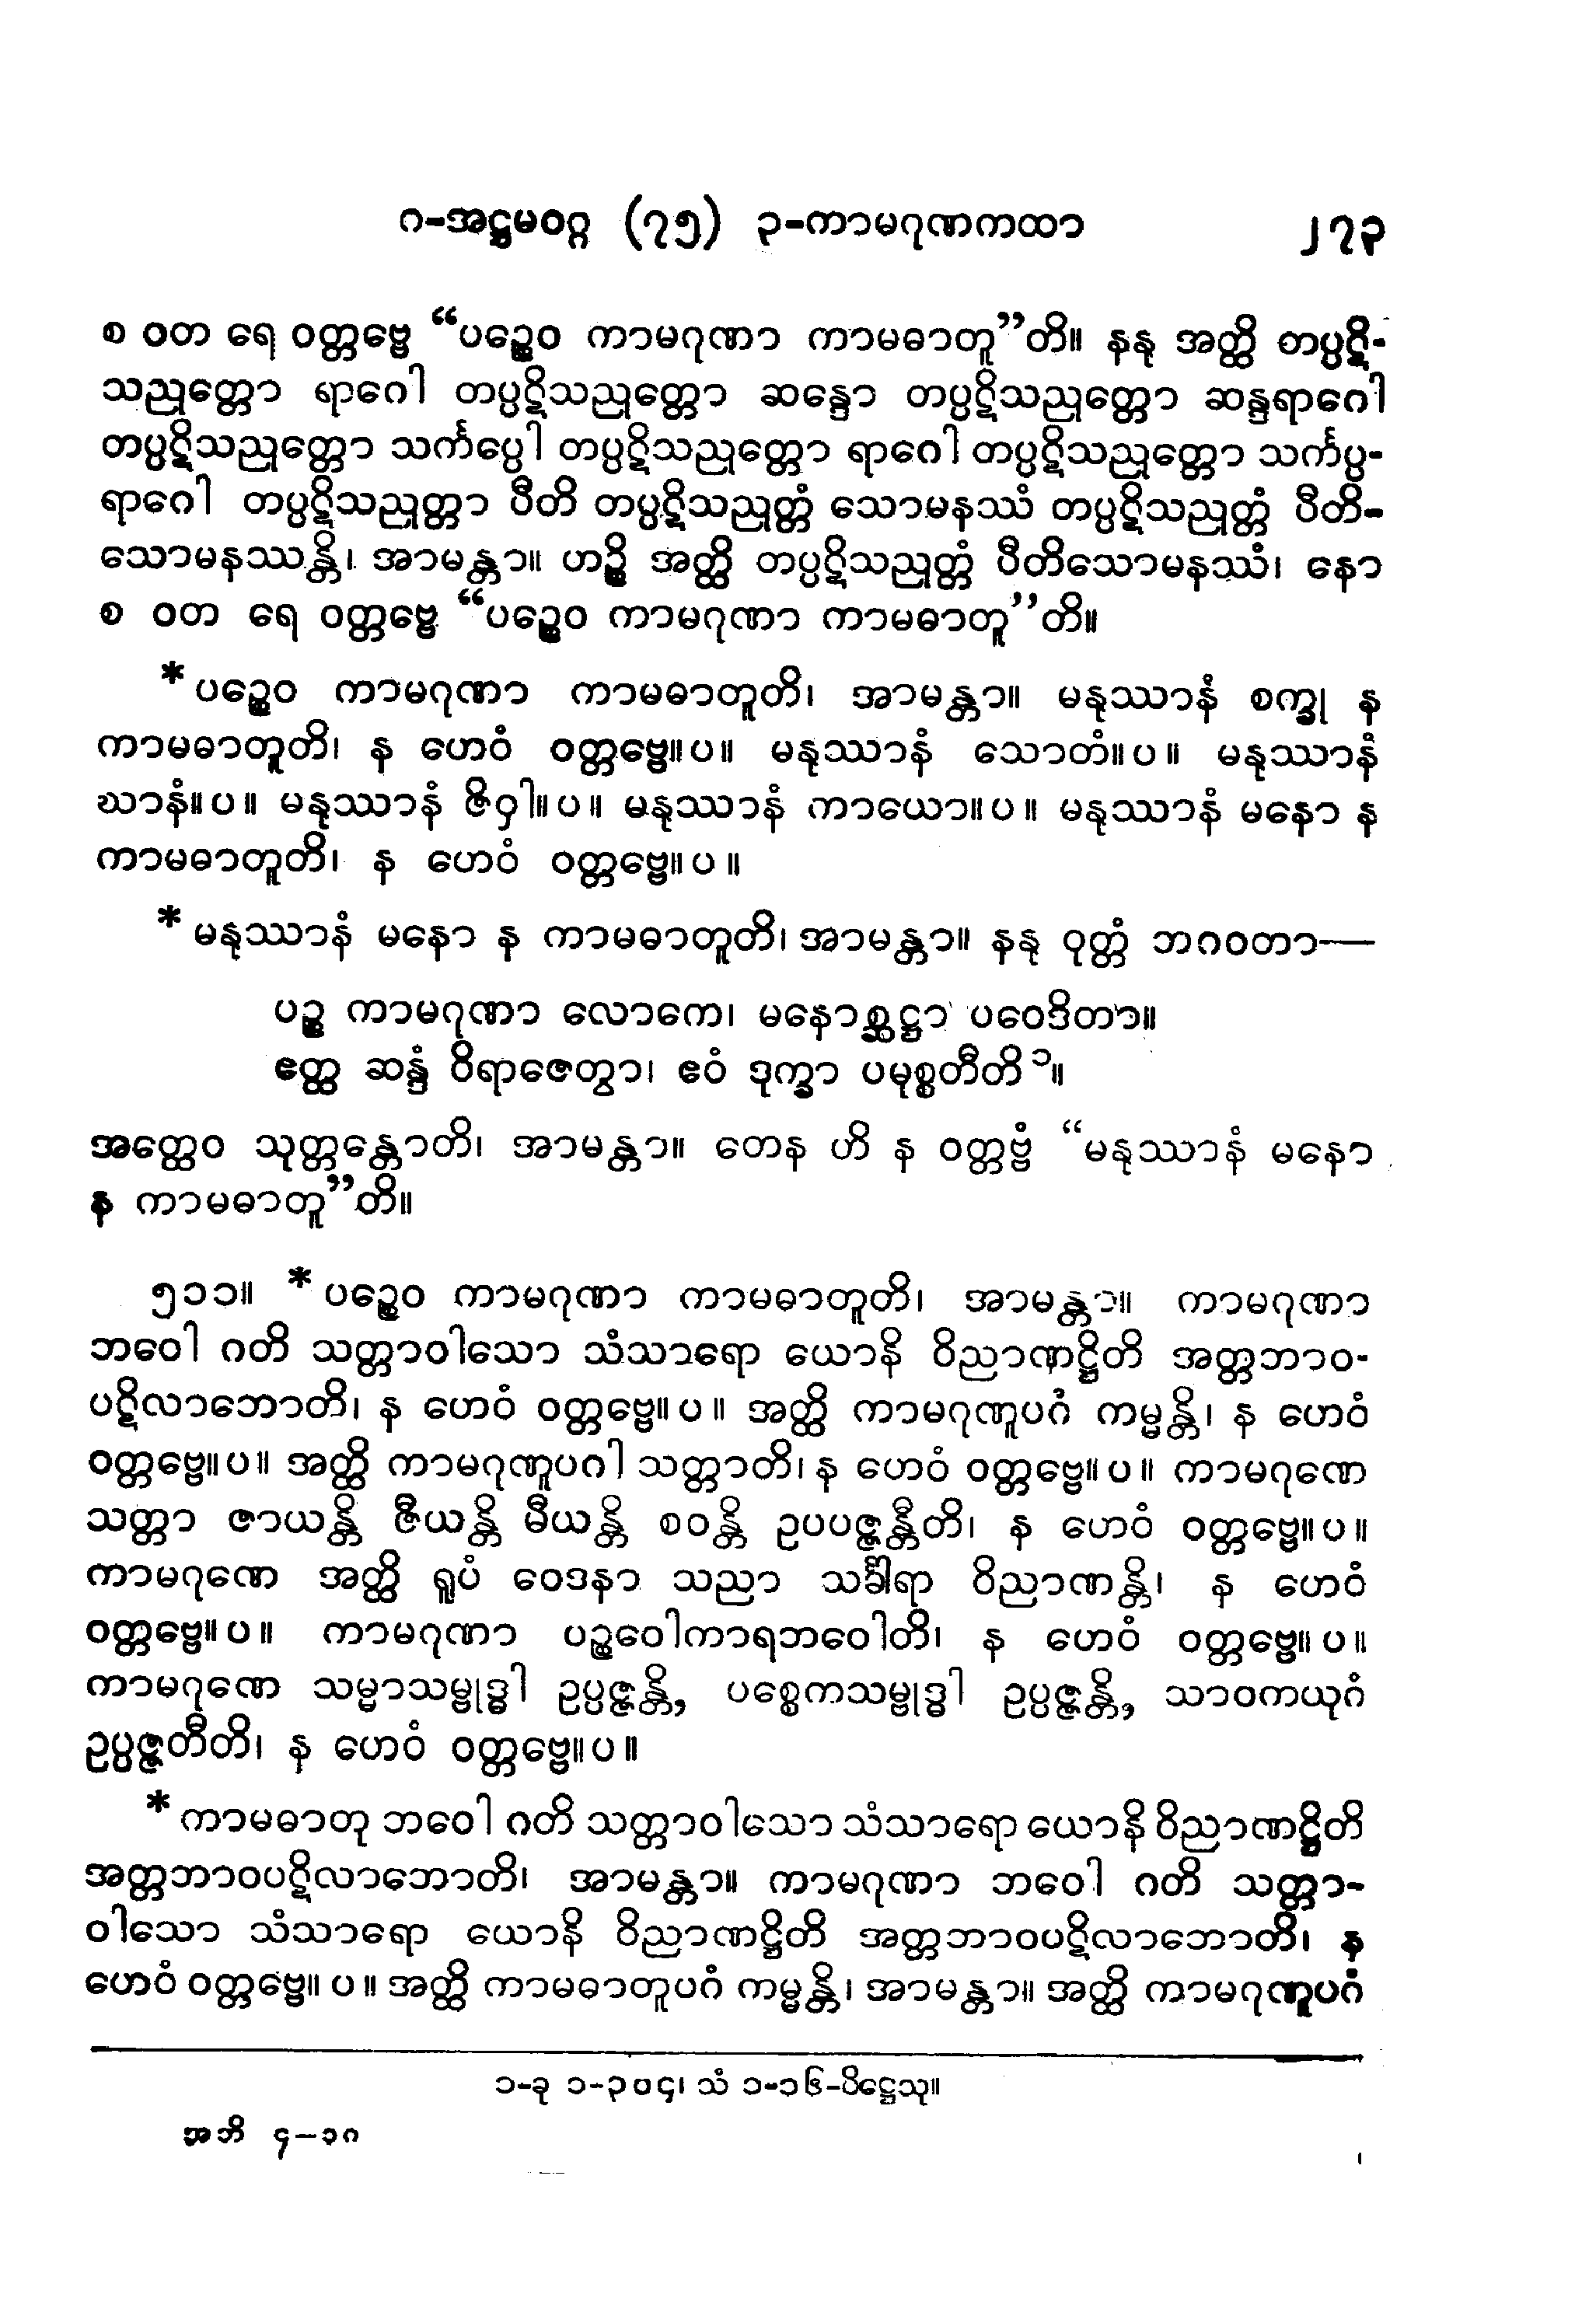 ဂ-အဋ္ဌမဝဂ္ဂ (၇၅) ၃-ကာမဂုဏကထာ ၂၇၃
စ ဝတ ရေ ဝတ္တဗ္ဗေ “ပဉ္စေဝ ကာမဂုဏာ ကာမဓာတူ”တိ။ နနု အတ္ထိ တပ္ပဋိ-
သညုတ္တော ရာဂေါ တပ္ပဋိသညုတ္တော ဆန္ဒော တပ္ပဋိသညုတ္တော ဆန္ဒရာဂေါ
တပ္ပဋိသညုတ္တော သင်္ကပ္ပေါ တပ္ပဋိသညုတ္တော ရာဂေါ တပ္ပဋိသညုတ္တော သင်္ကပ္ပ-
ရာဂေါ တပ္ပဋိသညုတ္တာ ပီတိ တပ္ပဋိသညုတ္တံ သောမနဿံ တပ္ပဋိသညုတ္တံ ပီတိ-
သောမနဿန္တိ၊ အာမန္တာ။ ဟဉ္စိ အတ္ထိ တပ္ပဋိသညုတ္တံ ပီတိသောမနဿံ၊ နော
စ ဝတ ရေ ဝတ္တဗ္ဗေ “ပဉ္စေဝ ကာမဂုဏာ ကာမဓာတူ”တိ။
* ပဉ္စေဝ ကာမဂုဏာ ကာမဓာတူတိ၊ အာမန္တာ။ မနုဿာနံ စက္ခု န
ကာမဓာတူတိ၊ န ဟေဝံ ဝတ္တဗ္ဗေ။ပ။ မနုဿာနံ သောတံ။ပ။ မနုဿာနံ
ဃာနံ။ပ။ မနုဿာနံ ဇိဝှါ။ပ။ မနုဿာနံ ကာယော။ပ။ မနုဿာနံ မနော န
ကာမဓာတူတိ၊ န ဟေဝံ ဝတ္တဗ္ဗေ။ပ။
* မနုဿာနံ မနော န ကာမဓာတူတိ၊ အာမန္တာ။ နနု ဝုတ္တံ ဘဂဝတာ—
ပဉ္စ ကာမဂုဏာ လောကေ၊ မနောစ္ဆဋ္ဌာ ပဝေဒိတာ။
ဧတ္ထ ဆန္ဒံ ဝိရာဇေတွာ၊ ဧဝံ ဒုက္ခာ ပမုစ္စတီတိ ၁။
အတ္ထေဝ သုတ္တန္တောတိ၊ အာမန္တာ။ တေန ဟိ န ဝတ္တဗ္ဗံ “မနုဿာနံ မနော
န ကာမဓာတူ”တိ။
၅၁၁။ * ပဉ္စေဝ ကာမဂုဏာ ကာမဓာတူတိ၊ အာမန္တာ။ ကာမဂုဏာ
ဘဝေါ ဂတိ သတ္တာဝါသော သံသာရော ယောနိ ဝိညာဏဋ္ဌိတိ အတ္တဘာဝ-
ပဋိလာဘောတိ၊ န ဟေဝံ ဝတ္တဗ္ဗေ။ပ။ အတ္ထိ ကာမဂုဏူပဂံ ကမ္မန္တိ၊ န ဟေဝံ
ဝတ္တဗ္ဗေ။ပ။ အတ္ထိ ကာမဂုဏူပဂါ သတ္တာတိ၊ န ဟေဝံ ဝတ္တဗ္ဗေ။ပ။ ကာမဂုဏေ
သတ္တာ ဇာယန္တိ ဇီယန္တိ မီယန္တိ စဝန္တိ ဥပပဇ္ဇန္တီတိ၊ န ဟေဝံ ဝတ္တဗ္ဗေ။ပ။
ကာမဂုဏေ အတ္ထိ ရူပံ ဝေဒနာ သညာ သင်္ခါရာ ဝိညာဏန္တိ၊ န ဟေဝံ
ဝတ္တဗ္ဗေ။ပ။ ကာမဂုဏာ ပဉ္စဝေါကာရဘဝေါတိ၊ န ဟေဝံ ဝတ္တဗ္ဗေ။ပ။
ကာမဂုဏေ သမ္မာသမ္ဗုဒ္ဓါ ဥပ္ပဇ္ဇန္တိ, ပစ္စေကသမ္ဗုဒ္ဓါ ဥပ္ပဇ္ဇန္တိ, သာဝကယုဂံ
ဥပ္ပဇ္ဇတီတိ၊ န ဟေဝံ ဝတ္တဗ္ဗေ။ပ။
* ကာမဓာတု ဘဝေါ ဂတိ သတ္တာဝါသော သံသာရော ယောနိ ဝိညာဏဋ္ဌိတိ
အတ္တဘာဝပဋိလာဘောတိ၊ အာမန္တာ။ ကာမဂုဏာ ဘဝေါ ဂတိ သတ္တာ-
ဝါသော သံသာရော ယောနိ ဝိညာဏဋ္ဌိတိ အတ္တဘာဝပဋိလာဘောတိ၊ န
ဟေဝံ ဝတ္တဗ္ဗေ။ပ။ အတ္ထိ ကာမဓာတူပဂံ ကမ္မန္တိ၊ အာမန္တာ။ အတ္ထိ ကာမဂုဏူပဂံ
၁-ခု ၁-၃၀၄၊ သံ ၁-၁၆-ပိဋ္ဌေသု။
အဘိ ၄-၁၈